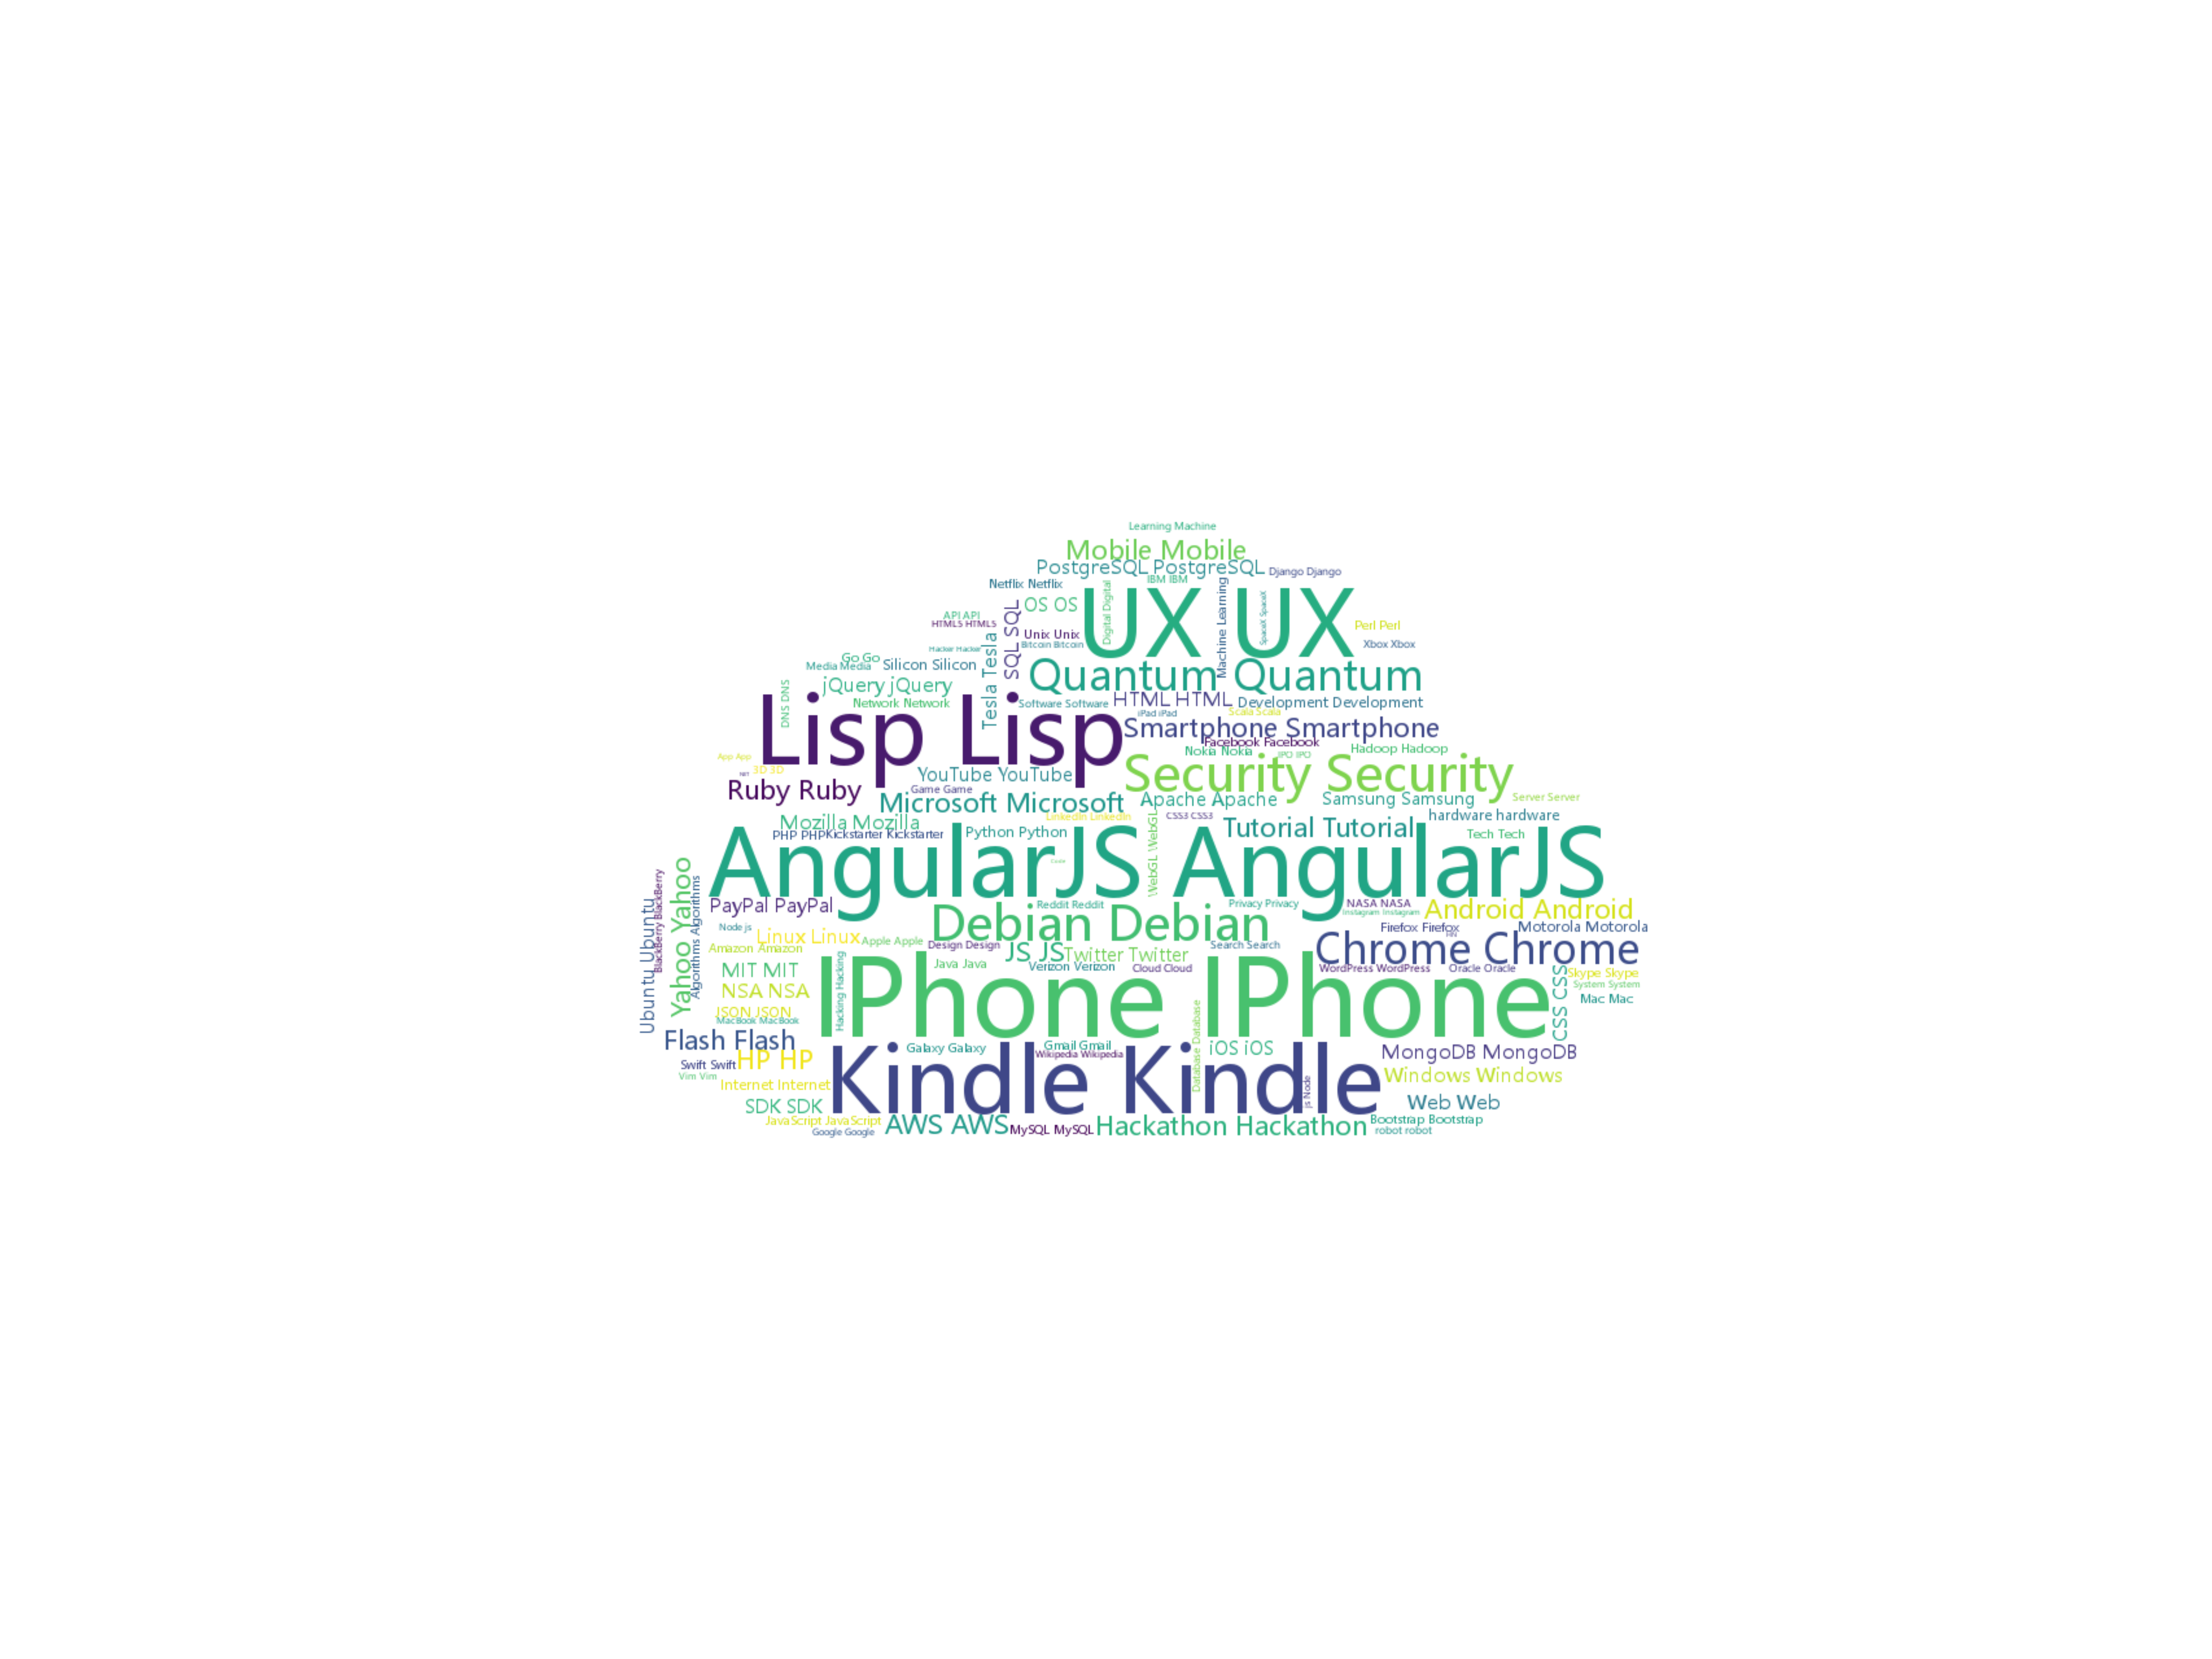 Learning Machine
Mobile Mobile
PostgreSQL PostgreSQL
Django Django
Netflix Netflix
IBM IBM
OS OS
Digital Digital
UX UX
Machine Learning
SpaceX SpaceX
SQL SQL
API API
HTML5 HTML5
Unix Unix
Bitcoin Bitcoin
Perl Perl
Xbox Xbox
Hacker Hacker
Tesla Tesla
Go Go
Media Media
Silicon Silicon
Quantum Quantum
jQuery jQuery
DNS DNS
Network Network
Software Software
HTML HTML
Development Development
Lisp Lisp
iPad iPad
Scala Scala
Smartphone Smartphone
Facebook Facebook
Nokia Nokia
IPO IPO
Hadoop Hadoop
App App
3D 3D
NET
YouTube YouTube
Security Security
Ruby Ruby
Game Game
Microsoft Microsoft
Apache Apache
Samsung Samsung
Server Server
Mozilla Mozilla
LinkedIn LinkedIn
CSS3 CSS3
hardware hardware
PHP PHP
Kickstarter Kickstarter
Python Python
WebGL WebGL
Tutorial Tutorial
Tech Tech
AngularJS AngularJS
Code
Yahoo Yahoo
BlackBerry BlackBerry
Ubuntu Ubuntu
Algorithms Algorithms
PayPal PayPal
Reddit Reddit
Privacy Privacy
NASA NASA
Instagram Instagram
Android Android
Debian Debian
Node js
Linux Linux
Apple Apple
Design Design
Search Search
Firefox Firefox
HN
Motorola Motorola
Amazon Amazon
JS JS
Twitter Twitter
Chrome Chrome
MIT MIT
Java Java
Verizon Verizon
Cloud Cloud
WordPress WordPress
Oracle Oracle
Skype Skype
System System
NSA NSA
Hacking Hacking
IPhone IPhone
CSS CSS
Mac Mac
JSON JSON
MacBook MacBook
Database Database
Flash Flash
Galaxy Galaxy
Gmail Gmail
Wikipedia Wikipedia
iOS iOS
MongoDB MongoDB
Swift Swift
HP HP
Vim Vim
Internet Internet
Kindle Kindle
js Node
Windows Windows
SDK SDK
Web Web
JavaScript JavaScript
Google Google
AWS AWS
MySQL MySQL
Hackathon Hackathon
Bootstrap Bootstrap
robot robot